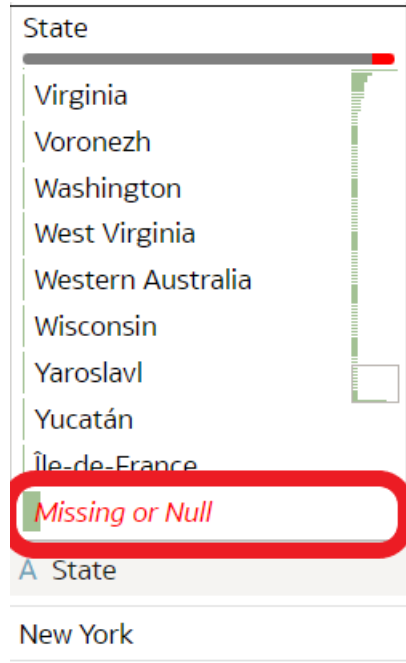 State
Virginia
Voronezh
Washington
West Virginia
Western Australia
Wisconsin
Yaroslavl
Yucatán
Île-de-France
Missing or Null
A State
New York